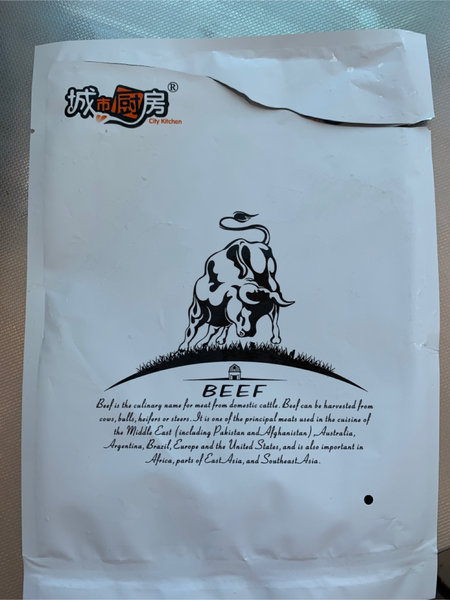 城市厨房®
City Kitchen
BEEF
Beef is the culinary name for meat from domestic cattle. Beef can be harvested from
cows, bulls, heifers or steers. It is one of the principal meats used in the cuisine of
the Middle East (including Pakistan and Afghanistan) ,Australia,
Argentina, Brazil, Europe and the United States, and is also important in
Africa, parts of East Asia, and Southeast Asia.